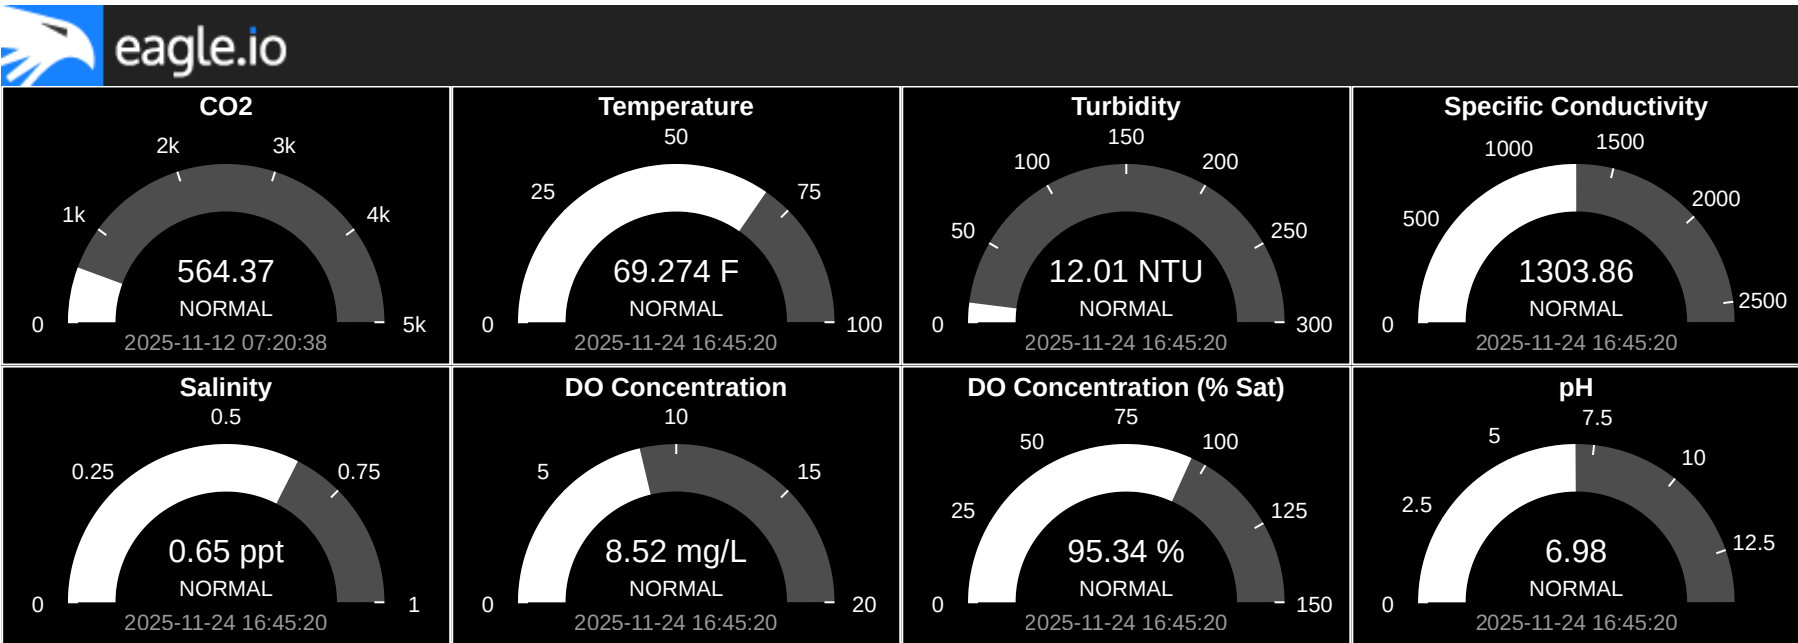 eagle.io
CO2
2k
3k
1k
4k
564.37
NORMAL
0
5k
2025-11-12 07:20:38
Temperature
50
25
75
69.274 F
NORMAL
0
100
2025-11-24 16:45:20
Turbidity
150
100
200
50
250
12.01 NTU
NORMAL
0
300
2025-11-24 16:45:20
Specific Conductivity
1500
1000
2000
500
1303.86
2500
NORMAL
0
2025-11-24 16:45:20
Salinity
0.5
0.25
0.75
0.65 ppt
NORMAL
0
1
2025-11-24 16:45:20
DO Concentration
10
5
15
8.52 mg/L
NORMAL
0
20
2025-11-24 16:45:20
DO Concentration (% Sat)
75
50
100
25
125
95.34 %
NORMAL
0
150
2025-11-24 16:45:20
pH
7.5
5
10
2.5
12.5
6.98
NORMAL
0
2025-11-24 16:45:20